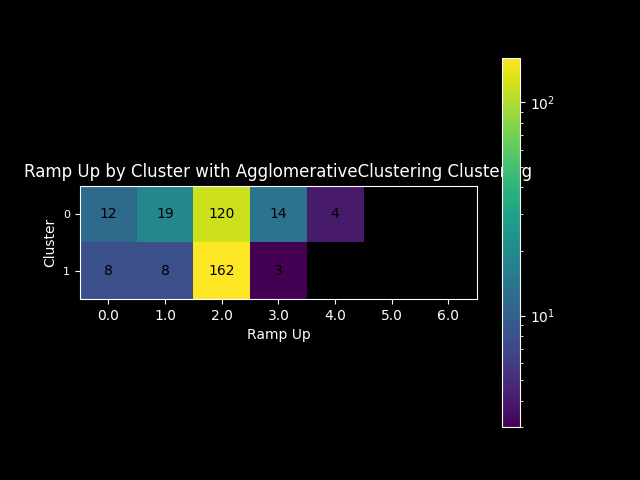 Ramp Up by Cluster with AgglomerativeClustering Clustering
10²
Cluster
0 12 19 120 14 4
1 8 8 162 3
10¹
0.0 1.0 2.0 3.0 4.0 5.0 6.0
Ramp Up